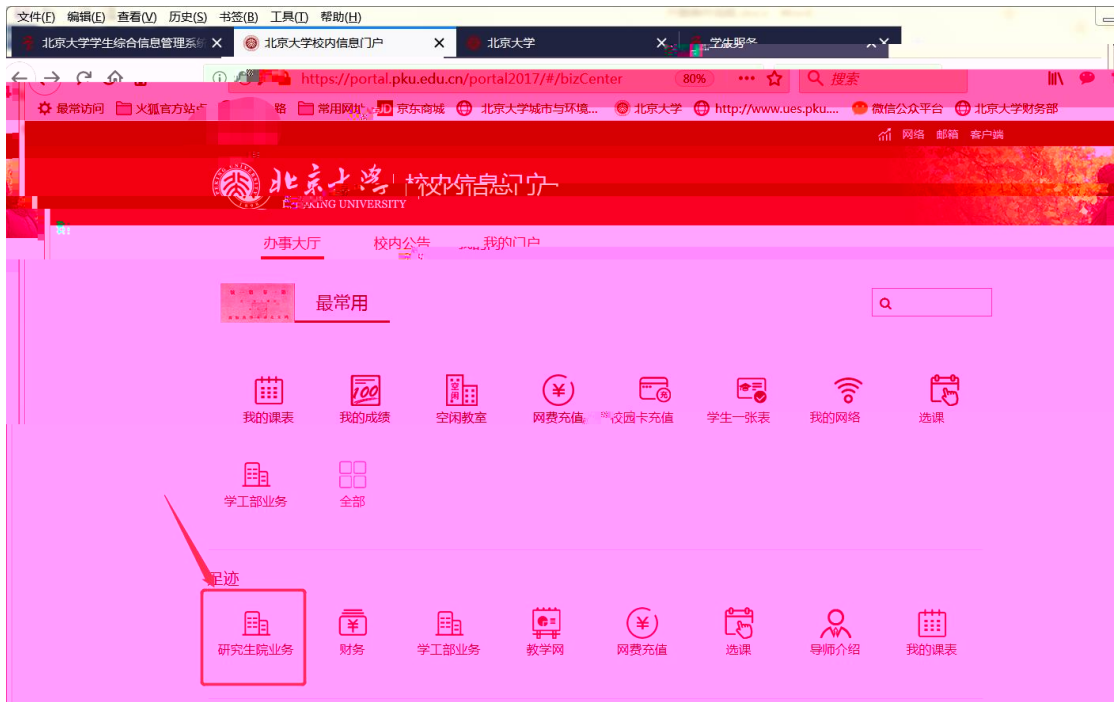 文件(F) 编辑(E) 查看(V) 历史(S) 书签(B) 工具(T) 帮助(H)
北京大学学生综合信息管理系统 北京大学校内信息门户 北京大学 学生服务
https://portal.pku.edu.cn/portal2017/#/bizCenter 80% 搜索
最常访问 火狐官方站点 常用网址 JD 京东商城 北京大学城市与环境... 北京大学 http://www.ues.pku.... 微信公众平台 北京大学财务部
网络 邮箱 客户端
北京大学 校内信息门户
PEKING UNIVERSITY
办事大厅 校内公告 我的门户
最常用
我的课表 我的成绩 空闲教室 网费充值 校园卡充值 学生一张表 我的网络 选课
学工部业务 全部
足迹
研究生院业务 财务 学工部业务 教学网 网费充值 选课 导师介绍 我的课表